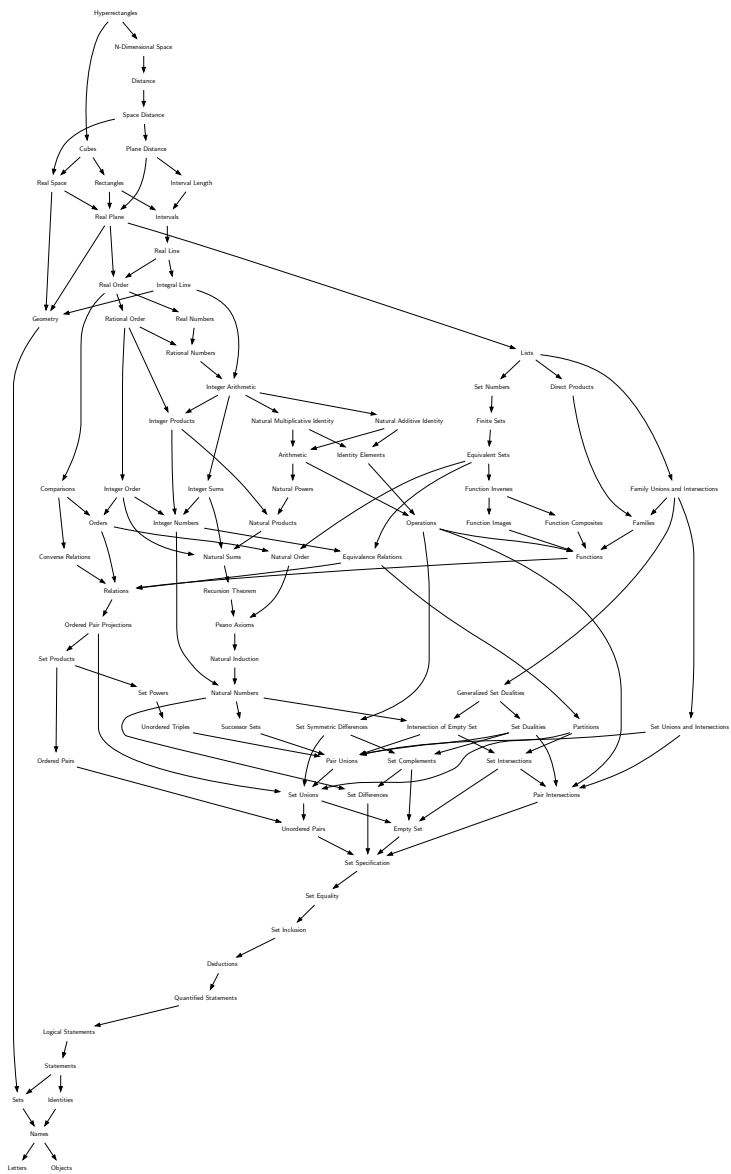 Hyperrectangles
N-Dimensional Space
Distance
Space Distance
Cubes
Plane Distance
Real Space
Rectangles
Interval Length
Real Plane
Intervals
Real Line
Real Order
Integral Line
Geometry
Rational Order
Real Numbers
Rational Numbers
Lists
Integer Arithmetic
Set Numbers
Direct Products
Integer Products
Natural Multiplicative Identity
Natural Additive Identity
Finite Sets
Arithmetic
Identity Elements
Equivalent Sets
Comparisons
Integer Order
Integer Sums
Natural Powers
Function Inverses
Family Unions and Intersections
Orders
Integer Numbers
Natural Products
Operations
Function Images
Function Composites
Families
Converse Relations
Natural Sums
Natural Order
Equivalence Relations
Functions
Relations
Recursion Theorem
Ordered Pair Projections
Peano Axioms
Set Products
Natural Induction
Set Powers
Natural Numbers
Generalized Set Dualities
Unordered Triples
Successor Sets
Set Symmetric Differences
Intersection of Empty Set
Set Dualities
Partitions
Set Unions and Intersections
Ordered Pairs
Pair Unions
Set Complements
Set Intersections
Set Unions
Set Differences
Pair Intersections
Unordered Pairs
Empty Set
Set Specification
Set Equality
Set Inclusion
Deductions
Quantified Statements
Logical Statements
Statements
Sets
Identities
Names
Letters
Objects